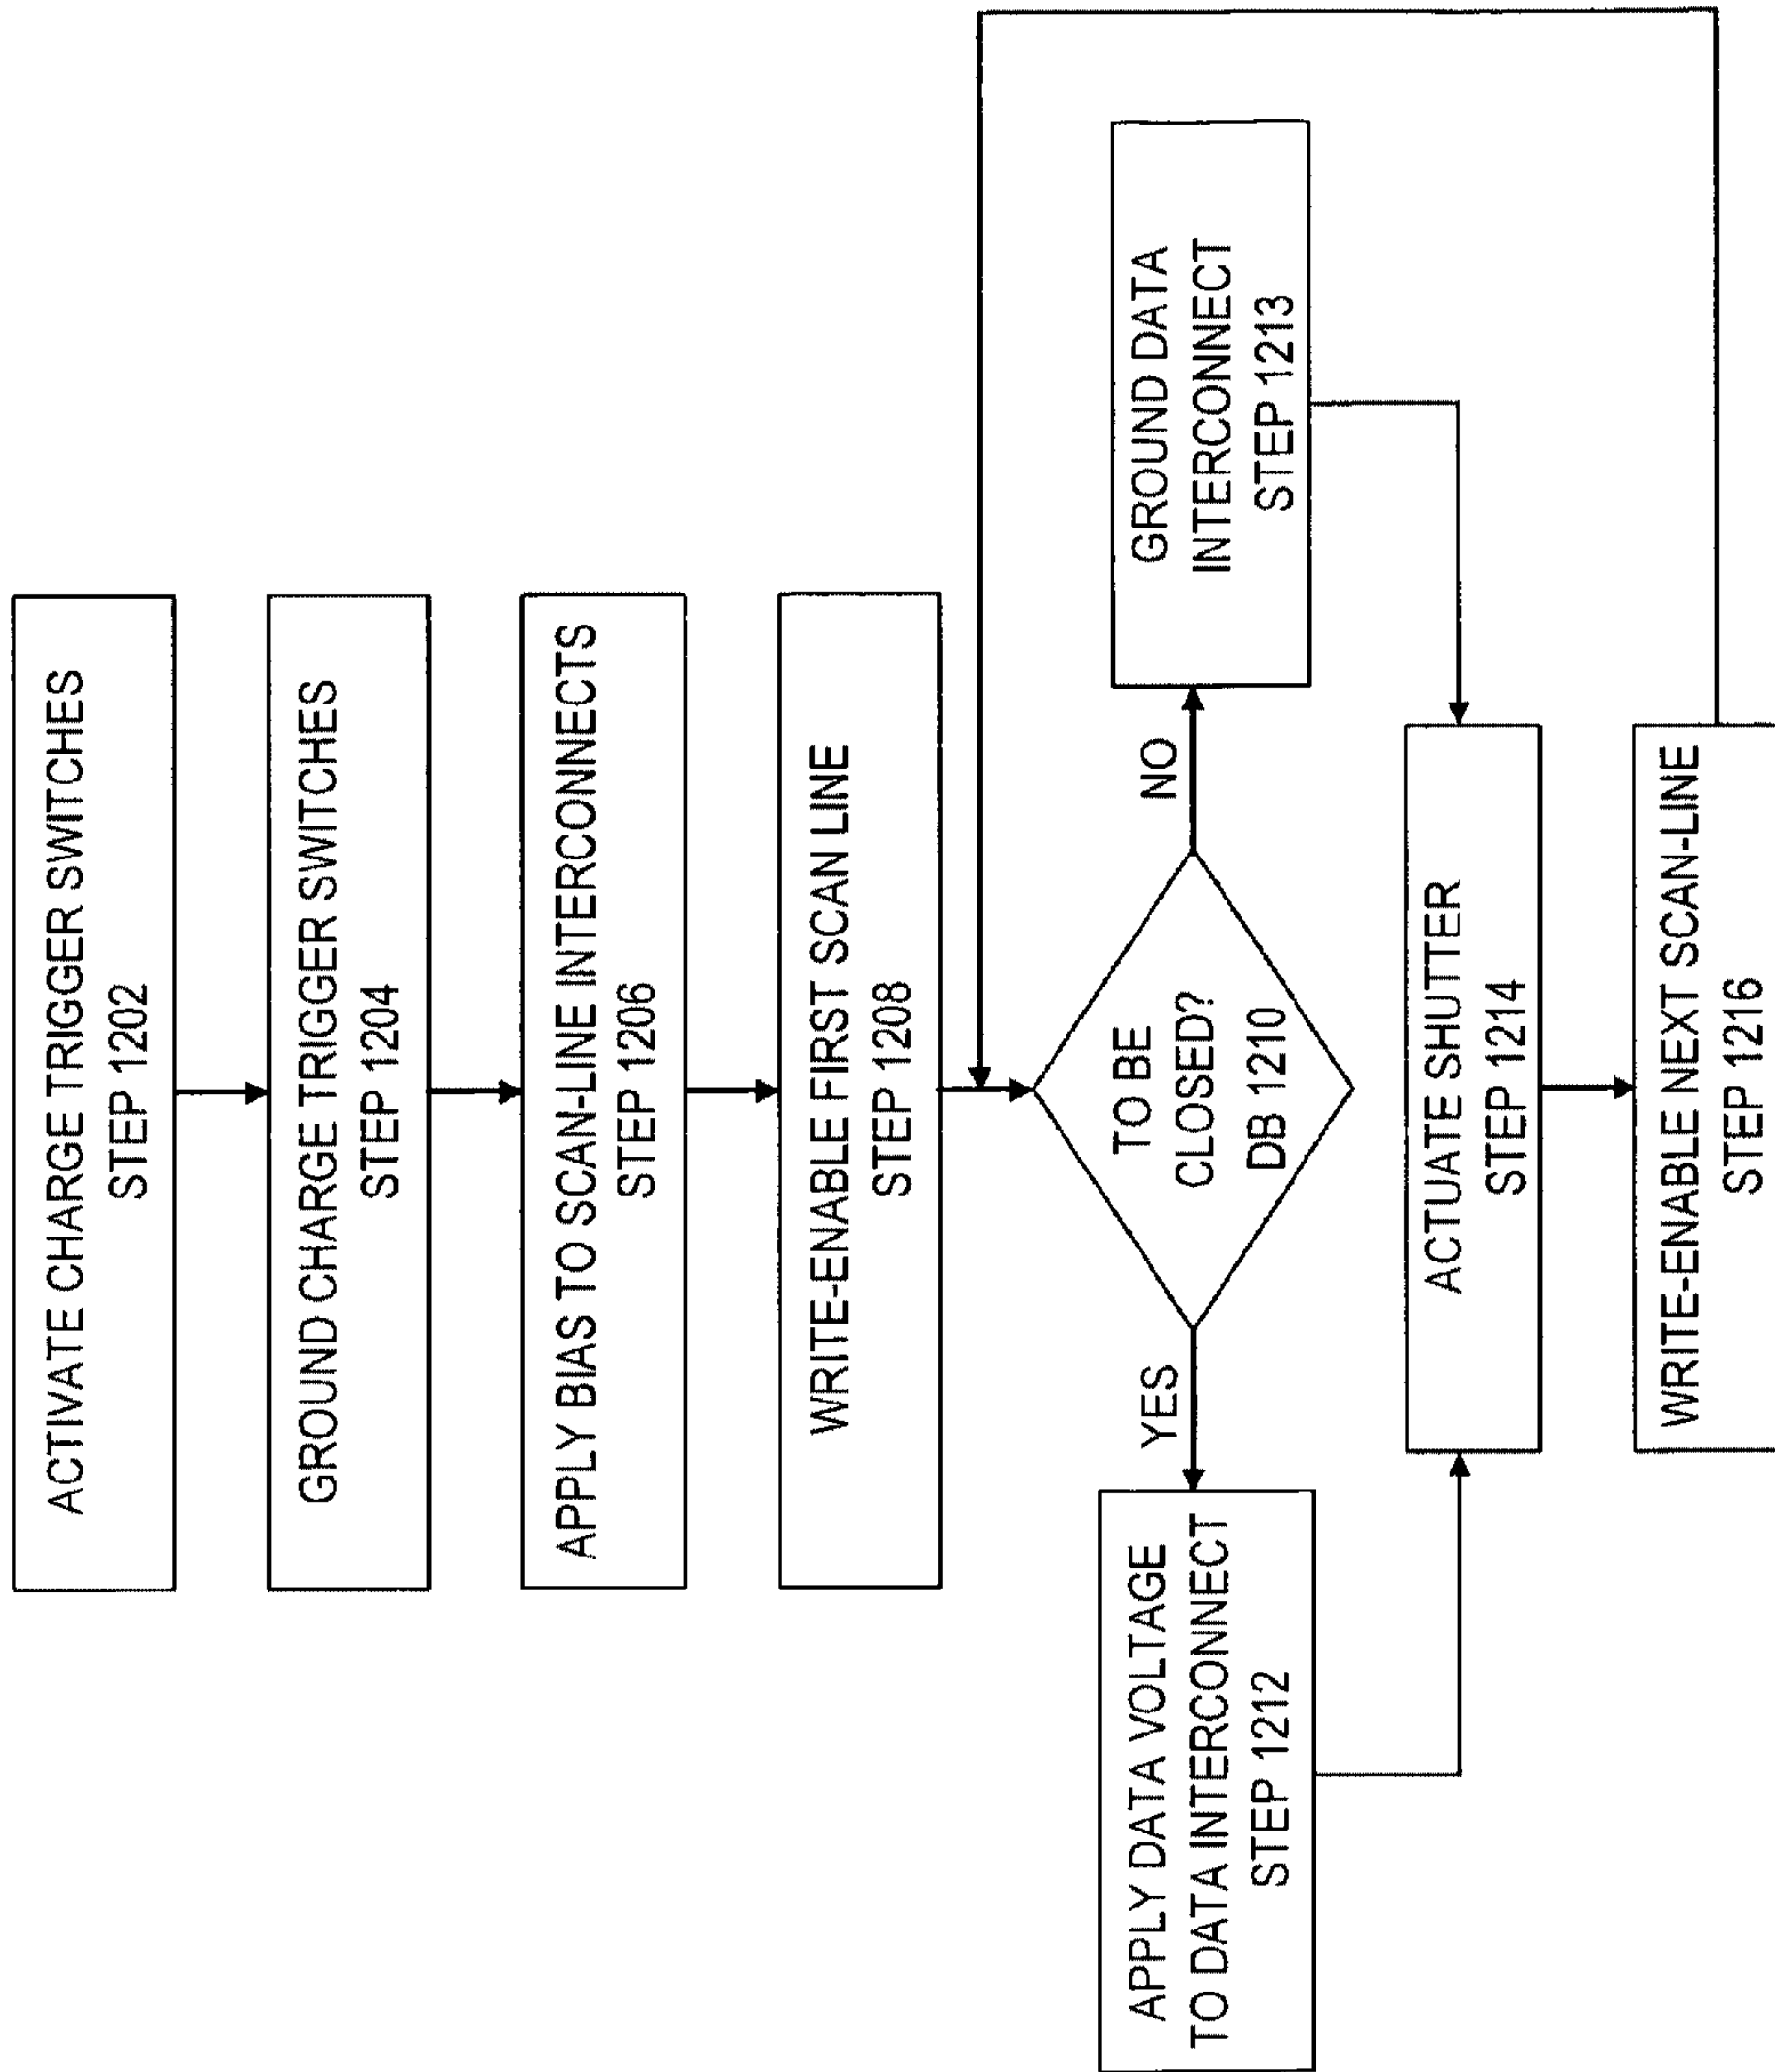 ACTIVATE CHARGE TRIGGER SWITCHES
STEP 1202
GROUND CHARGE TRIGGER SWITCHES
STEP 1204
APPLY BIAS TO SCAN-LINE INTERCONNECTS
STEP 1206
WRITE-ENABLE FIRST SCAN LINE
STEP 1208
TO BE
CLOSED?
DB 1210
YES
NO
APPLY DATA VOLTAGE
TO DATA INTERCONNECT
STEP 1212
GROUND DATA
INTERCONNECT
STEP 1213
ACTUATE SHUTTER
STEP 1214
WRITE-ENABLE NEXT SCAN-LINE
STEP 1216